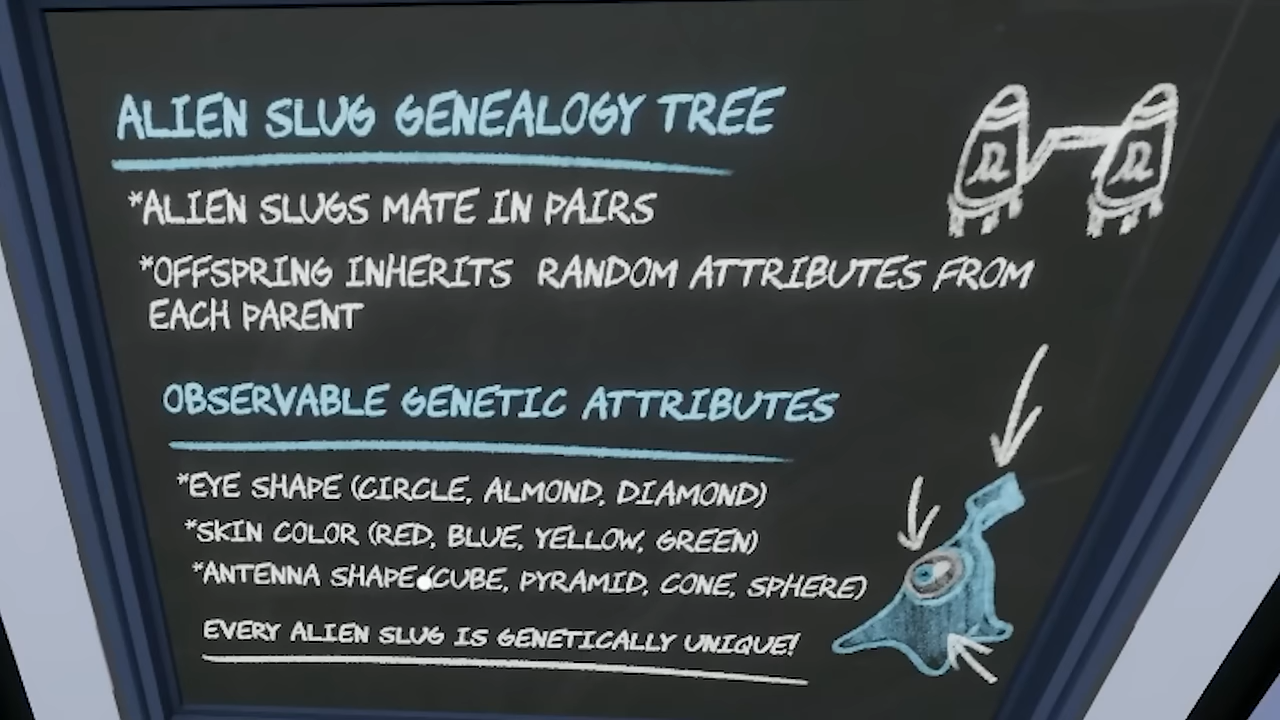 ALIEN SLUG GENEALOGY TREE
*ALIEN SLUGS MATE IN PAIRS
*OFFSPRING INHERITS RANDOM ATTRIBUTES FROM
EACH PARENT
OBSERVABLE GENETIC ATTRIBUTES
*EYE SHAPE (CIRCLE, ALMOND, DIAMOND)
*SKIN COLOR (RED, BLUE, YELLOW, GREEN)
*ANTENNA SHAPE (CUBE, PYRAMID, CONE, SPHERE)
EVERY ALIEN SLUG IS GENETICALLY UNIQUE!